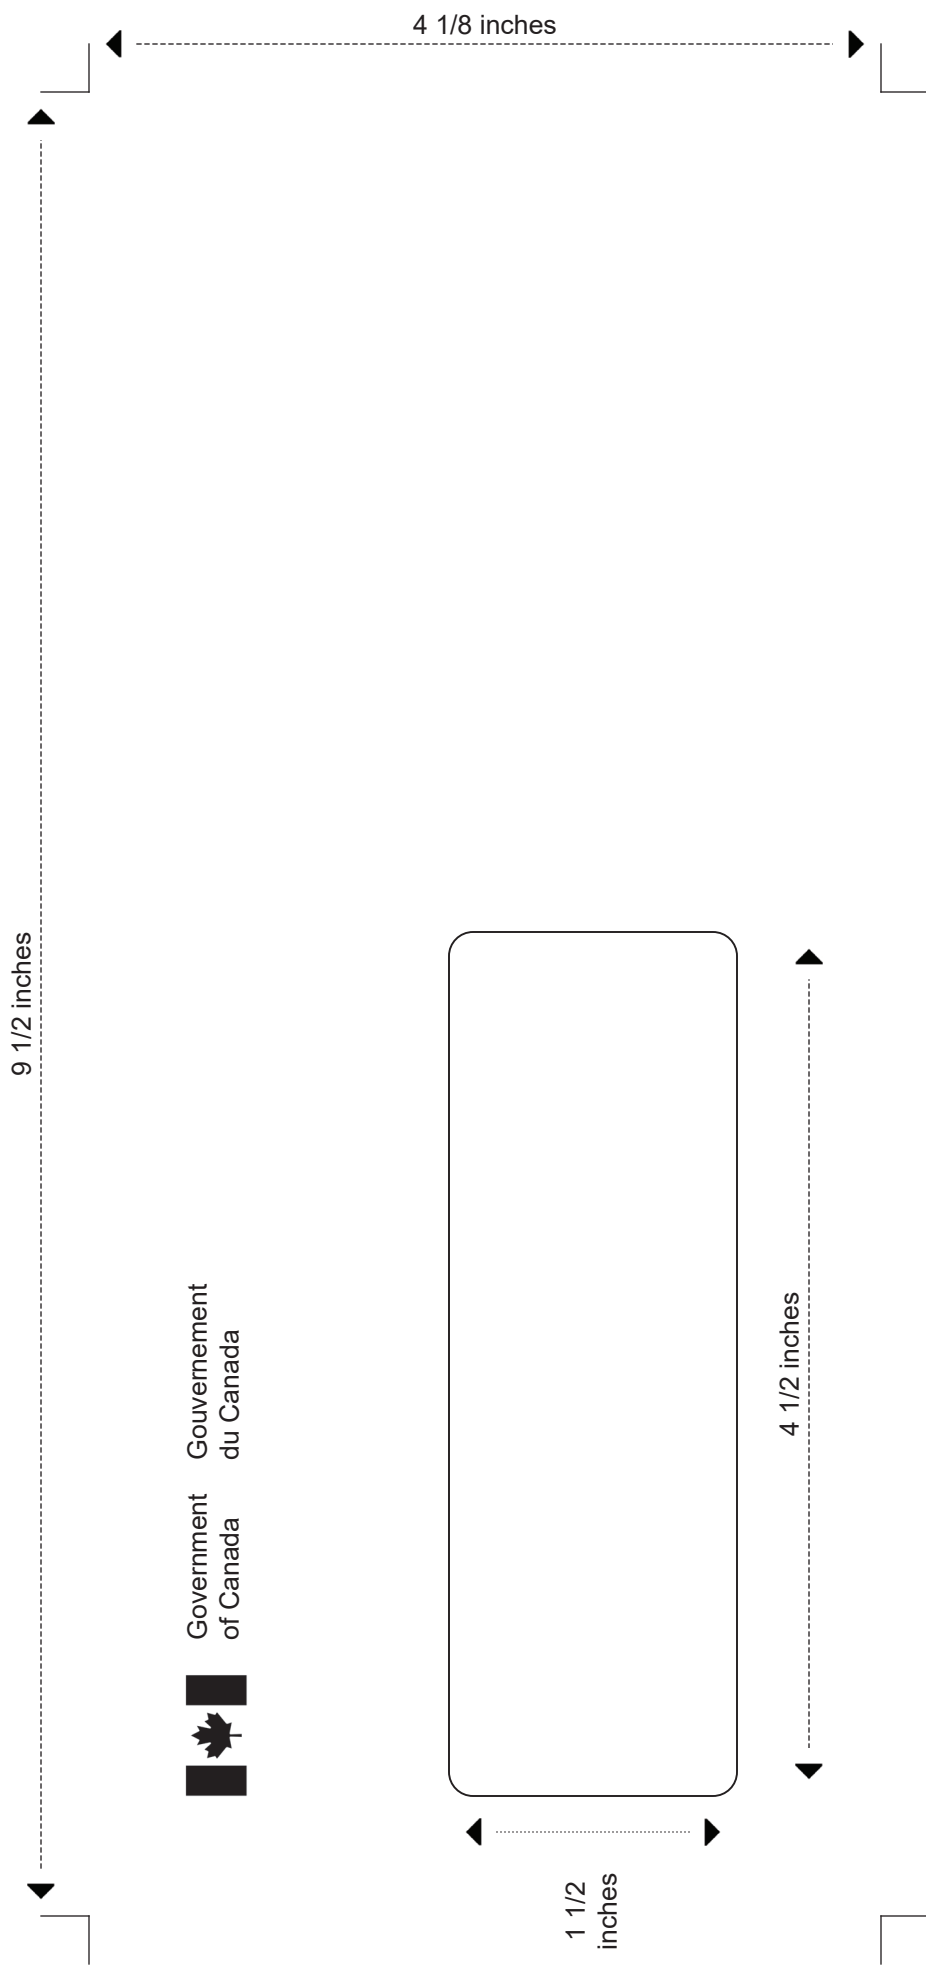 4 1/8 inches
9 1/2 inches
Government
of Canada
Gouvernement
du Canada
4 1/2 inches
1 1/2
inches